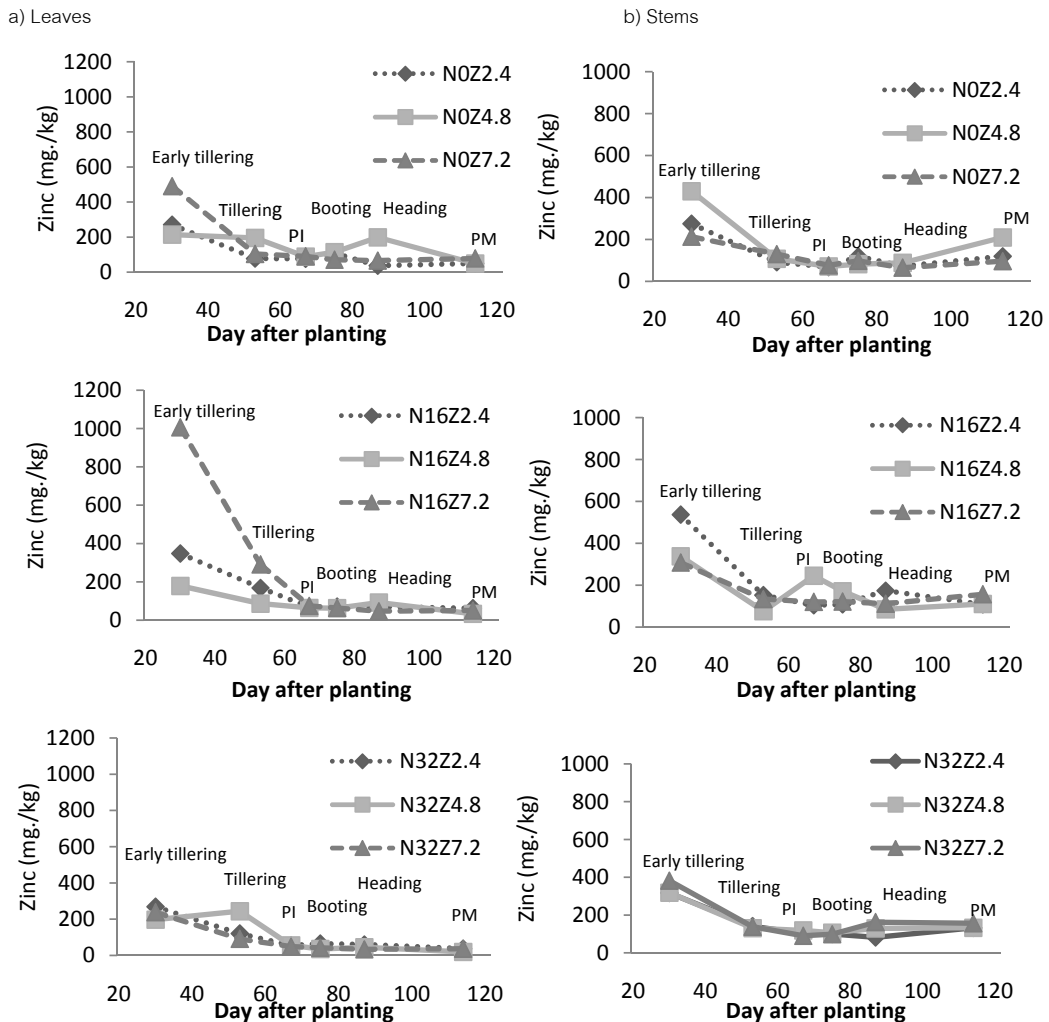 a) Leaves
b) Stems
1200
1000
800
600
400
200
0
Zinc (mg./kg)
N0Z2.4
N0Z4.8
N0Z7.2
Early tillering
Tillering
PI
Booting
Heading
PM
20 40 60 80 100 120
Day after planting
1000
800
600
400
200
0
Zinc (mg./kg)
N0Z2.4
N0Z4.8
N0Z7.2
Early tillering
Tillering
PI
Booting
Heading
PM
20 40 60 80 100 120
Day after planting
1200
1000
800
600
400
200
0
Zinc (mg./kg)
N16Z2.4
N16Z4.8
N16Z7.2
Early tillering
Tillering
PI
Booting
Heading
PM
20 40 60 80 100 120
Day after planting
1000
800
600
400
200
0
Zinc (mg./kg)
N16Z2.4
N16Z4.8
N16Z7.2
Early tillering
Tillering
PI
Booting
Heading
PM
20 40 60 80 100 120
Day after planting
1200
1000
800
600
400
200
0
Zinc (mg./kg)
N32Z2.4
N32Z4.8
N32Z7.2
Early tillering
Tillering
PI
Booting
Heading
PM
20 40 60 80 100 120
Day after planting
1000
800
600
400
200
0
Zinc (mg./kg)
N32Z2.4
N32Z4.8
N32Z7.2
Early tillering
Tillering
PI
Booting
Heading
PM
20 40 60 80 100 120
Day after planting